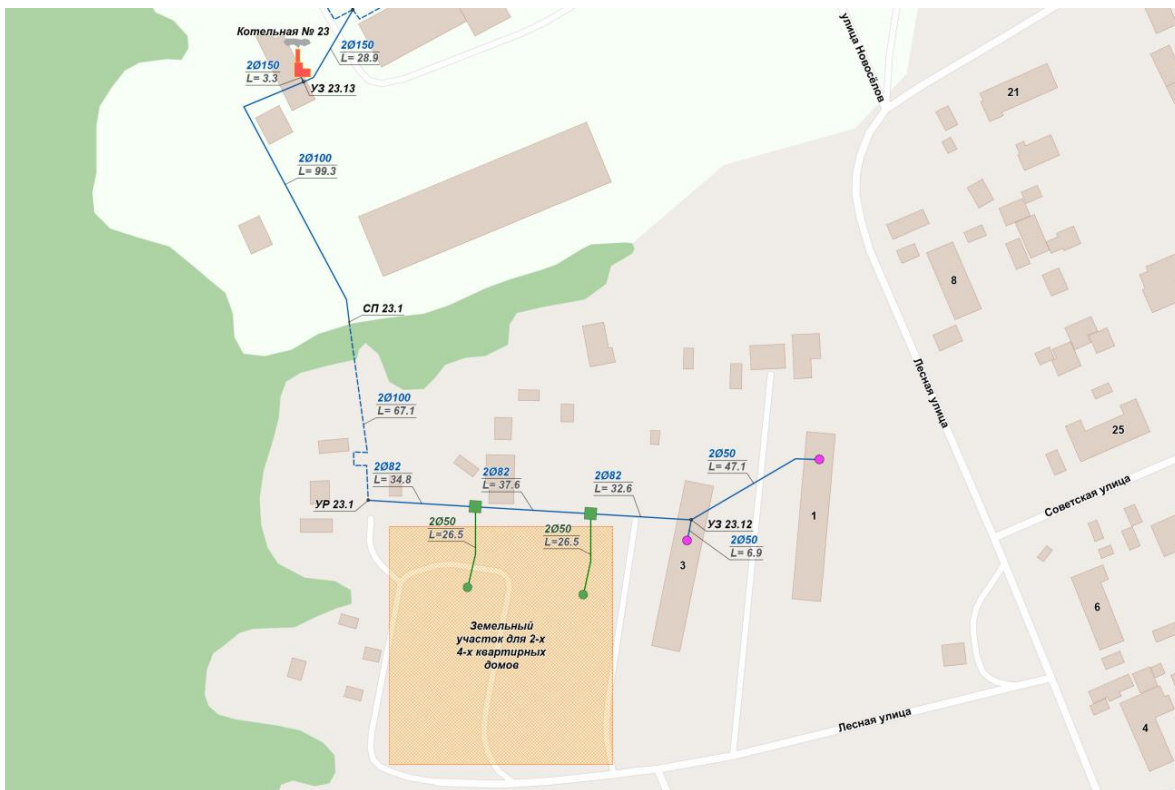 Котельная № 23
2Ø150
L= 28.9
2Ø150
L= 3.3
УЗ 23.13
улица Новосёлов
21
2Ø100
L= 99.3
8
СП 23.1
Лесная улица
2Ø100
L= 67.1
25
2Ø82
L= 34.8
2Ø82
L= 37.6
2Ø82
L= 32.6
2Ø50
L= 47.1
УР 23.1
УЗ 23.12
1
Советская улица
2Ø50
L=26.5
2Ø50
L=26.5
2Ø50
L= 6.9
3
6
Земельный
участок для 2-х
4-х квартирных
домов
Лесная улица
4